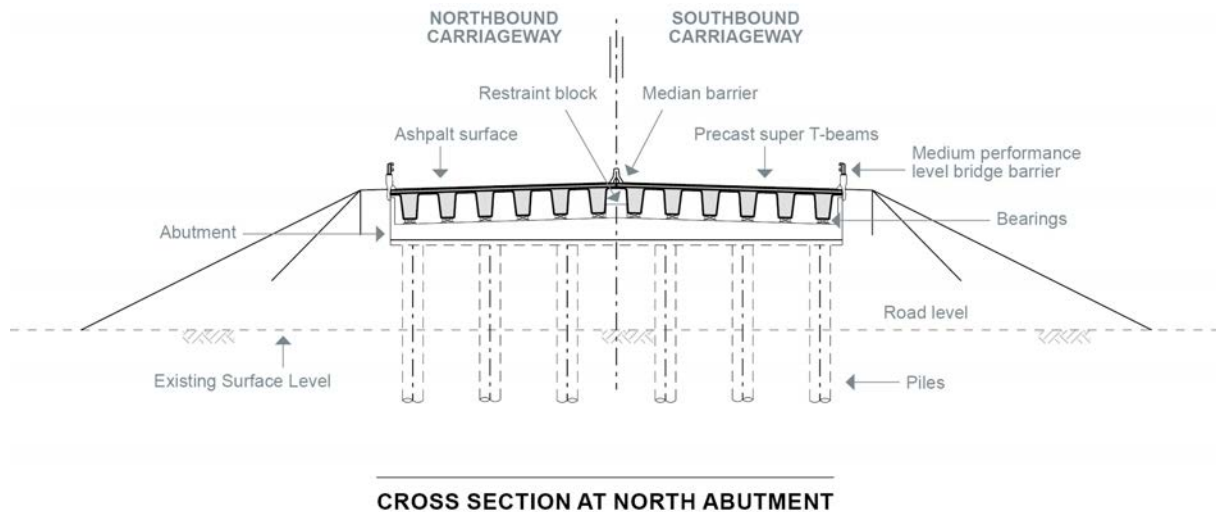 NORTHBOUND
CARRIAGEWAY
SOUTHBOUND
CARRIAGEWAY
Restraint block
Median barrier
Ashpalt surface
Precast super T-beams
Medium performance
level bridge barrier
Abutment
Bearings
Road level
Existing Surface Level
Piles
CROSS SECTION AT NORTH ABUTMENT